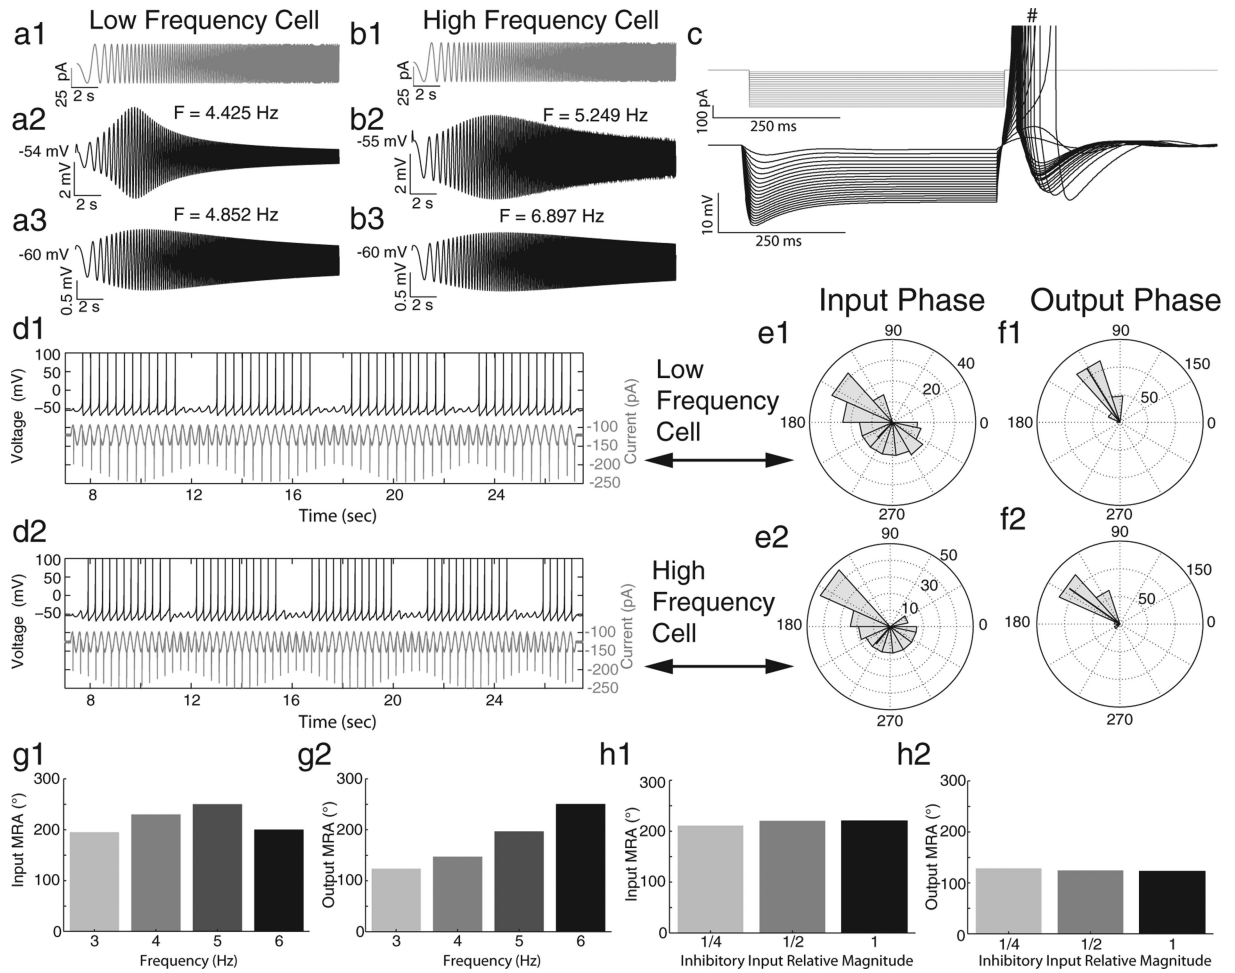 Low Frequency Cell
High Frequency Cell
a1
25 pA
2 s
b1
25 pA
2 s
c
#
100 pA
250 ms
10 mV
250 ms
a2
F = 4.425 Hz
-54 mV
2 mV
2 s
b2
F = 5.249 Hz
-55 mV
2 mV
2 s
a3
F = 4.852 Hz
-60 mV
0.5 mV
2 s
b3
F = 6.897 Hz
-60 mV
0.5 mV
2 s
d1
100
50
0
−50
Voltage (mV)
-100
-150
-200
-250
Current (pA)
8 12 16 20 24
Time (sec)
Low
Frequency
Cell
Input Phase
Output Phase
e1
90
40
20
180
0
270
f1
90
150
50
180
0
270
d2
100
50
0
−50
Voltage (mV)
-100
-150
-200
-250
Current (pA)
8 12 16 20 24
Time (sec)
High
Frequency
Cell
e2
90
50
30
10
180
0
270
f2
90
150
50
180
0
270
g1
300
200
100
0
Input MRA (°)
3 4 5 6
Frequency (Hz)
g2
300
200
100
0
Output MRA (°)
3 4 5 6
Frequency (Hz)
h1
300
200
100
0
Input MRA (°)
1/4 1/2 1
Inhibitory Input Relative Magnitude
h2
300
200
100
0
Output MRA (°)
1/4 1/2 1
Inhibitory Input Relative Magnitude